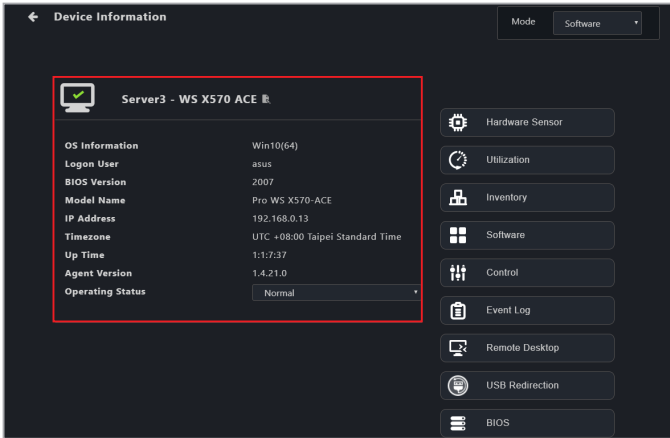 Device Information
Mode Software
Server3 - WS X570 ACE
OS Information Win10(64)
Logon User asus
BIOS Version 2007
Model Name Pro WS X570-ACE
IP Address 192.168.0.13
Timezone UTC +08:00 Taipei Standard Time
Up Time 1:1:7:37
Agent Version 1.4.21.0
Operating Status Normal
Hardware Sensor
Utilization
Inventory
Software
Control
Event Log
Remote Desktop
USB Redirection
BIOS